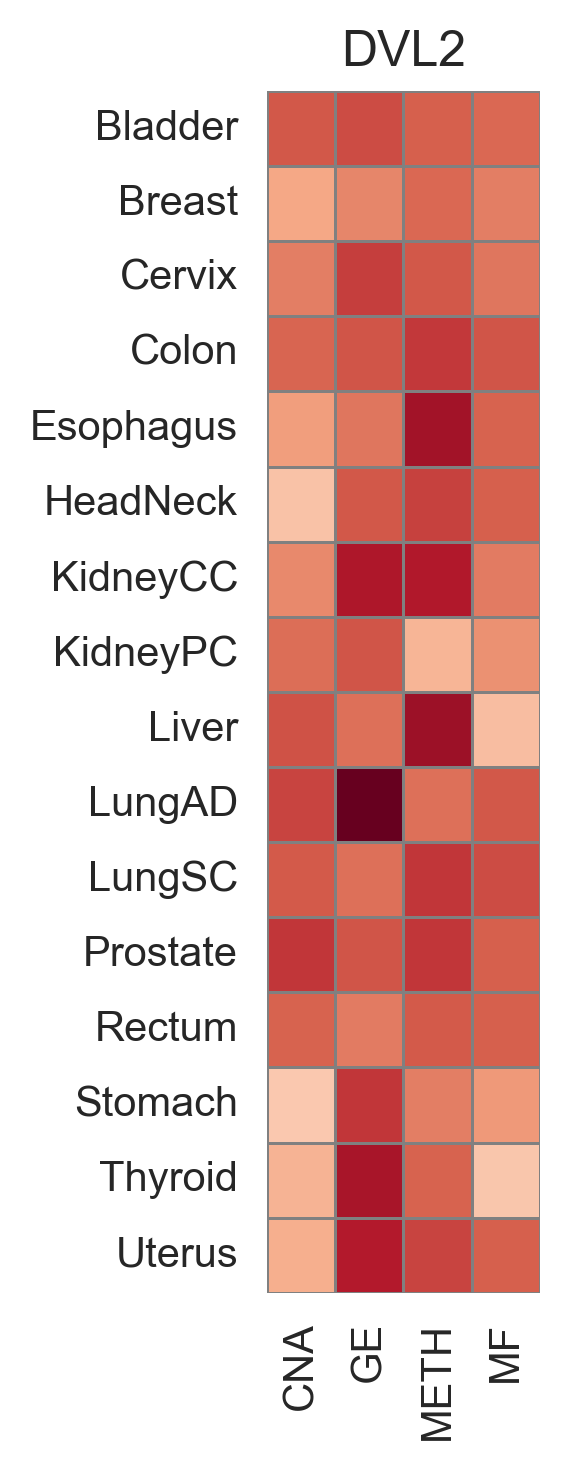 DVL2
Bladder
Breast
Cervix
Colon
Esophagus
HeadNeck
KidneyCC
KidneyPC
Liver
LungAD
LungSC
Prostate
Rectum
Stomach
Thyroid
Uterus
CNA
GE
METH
MF